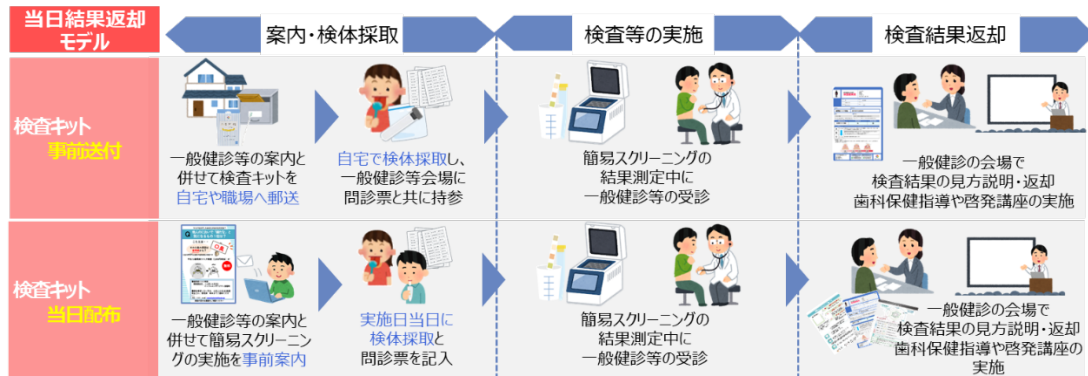 当日結果返却
モデル
案内・検体採取
検査等の実施
検査結果返却
検査キット
事前送付
一般健診等の案内と
併せて検査キットを
自宅や職場へ郵送
自宅で検体採取し、
一般健診等会場に
問診票と共に持参
簡易スクリーニングの
結果測定中に
一般健診等の受診
一般健診の会場で
検査結果の見方説明・返却
歯科保健指導や啓発講座の実施
検査キット
当日配布
一般健診等の案内と
併せて簡易スクリーニン
グの実施を事前案内
実施日当日に
検体採取と
問診票を記入
簡易スクリーニングの
結果測定中に
一般健診等の受診
一般健診の会場で
検査結果の見方説明・返却
歯科保健指導や啓発講座の
実施